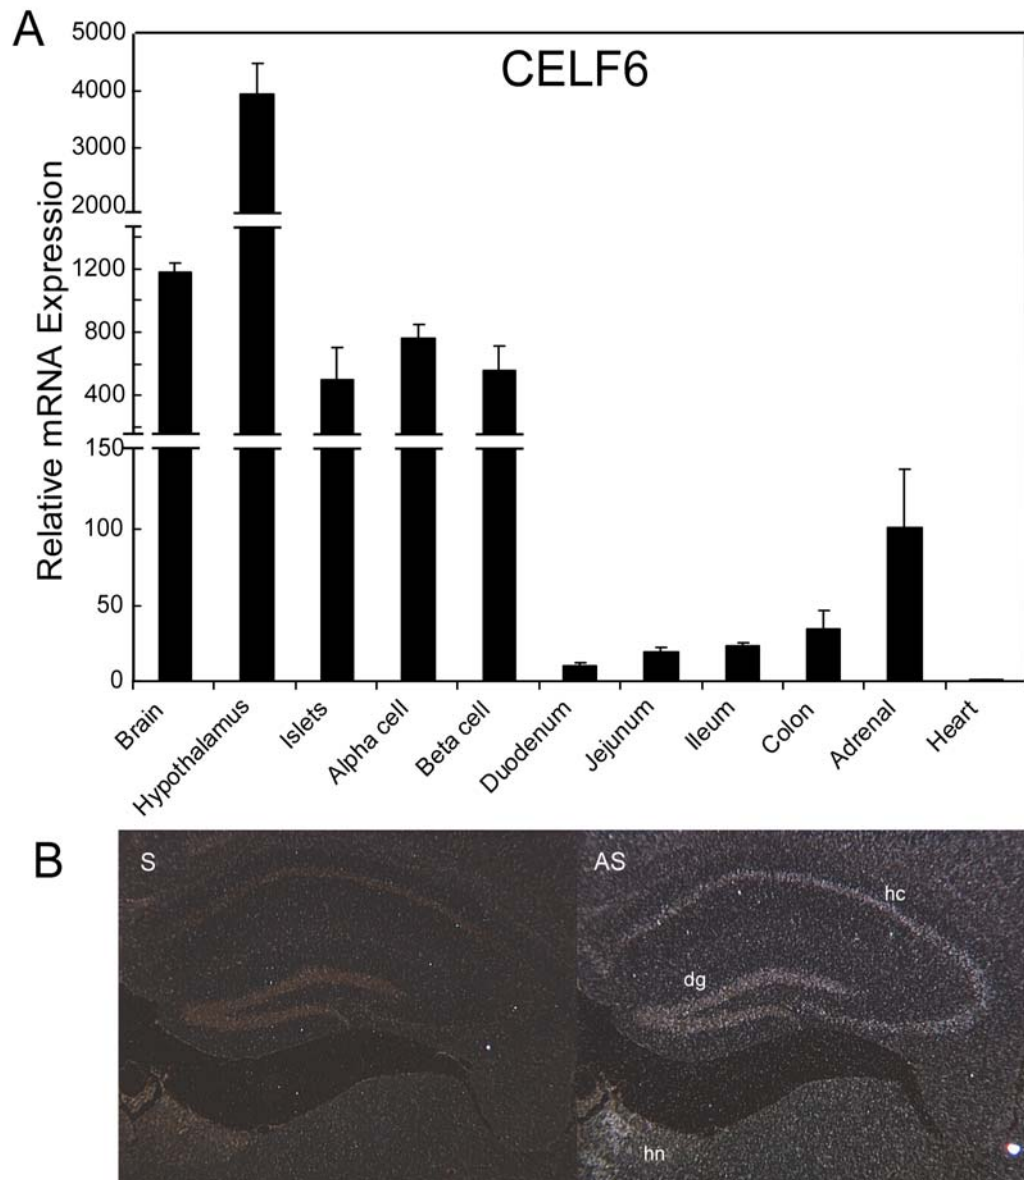 A
CELF6
Relative mRNA Expression
5000
4000
3000
2000
1200
800
400
150
100
50
0
Brain
Hypothalamus
Islets
Alpha cell
Beta cell
Duodenum
Jejunum
Ileum
Colon
Adrenal
Heart
B
S
AS
hc
dg
hn